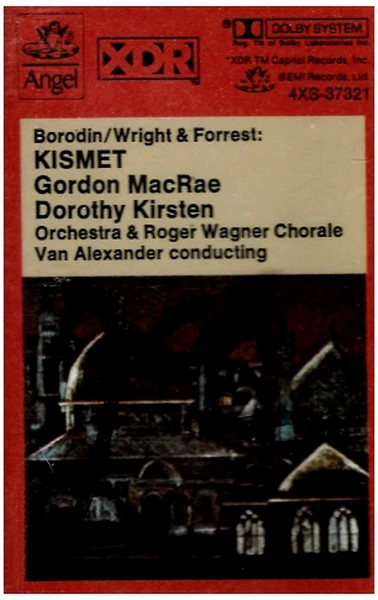 Angel
XDR
® DOLBY SYSTEM
Reg. TM of Dolby Laboratories Inc.
*XDR TM Capitol Records, Inc.
®EMI Records, Ltd.
4XS-37321
Borodin/Wright & Forrest:
KISMET
Gordon MacRae
Dorothy Kirsten
Orchestra & Roger Wagner Chorale
Van Alexander conducting